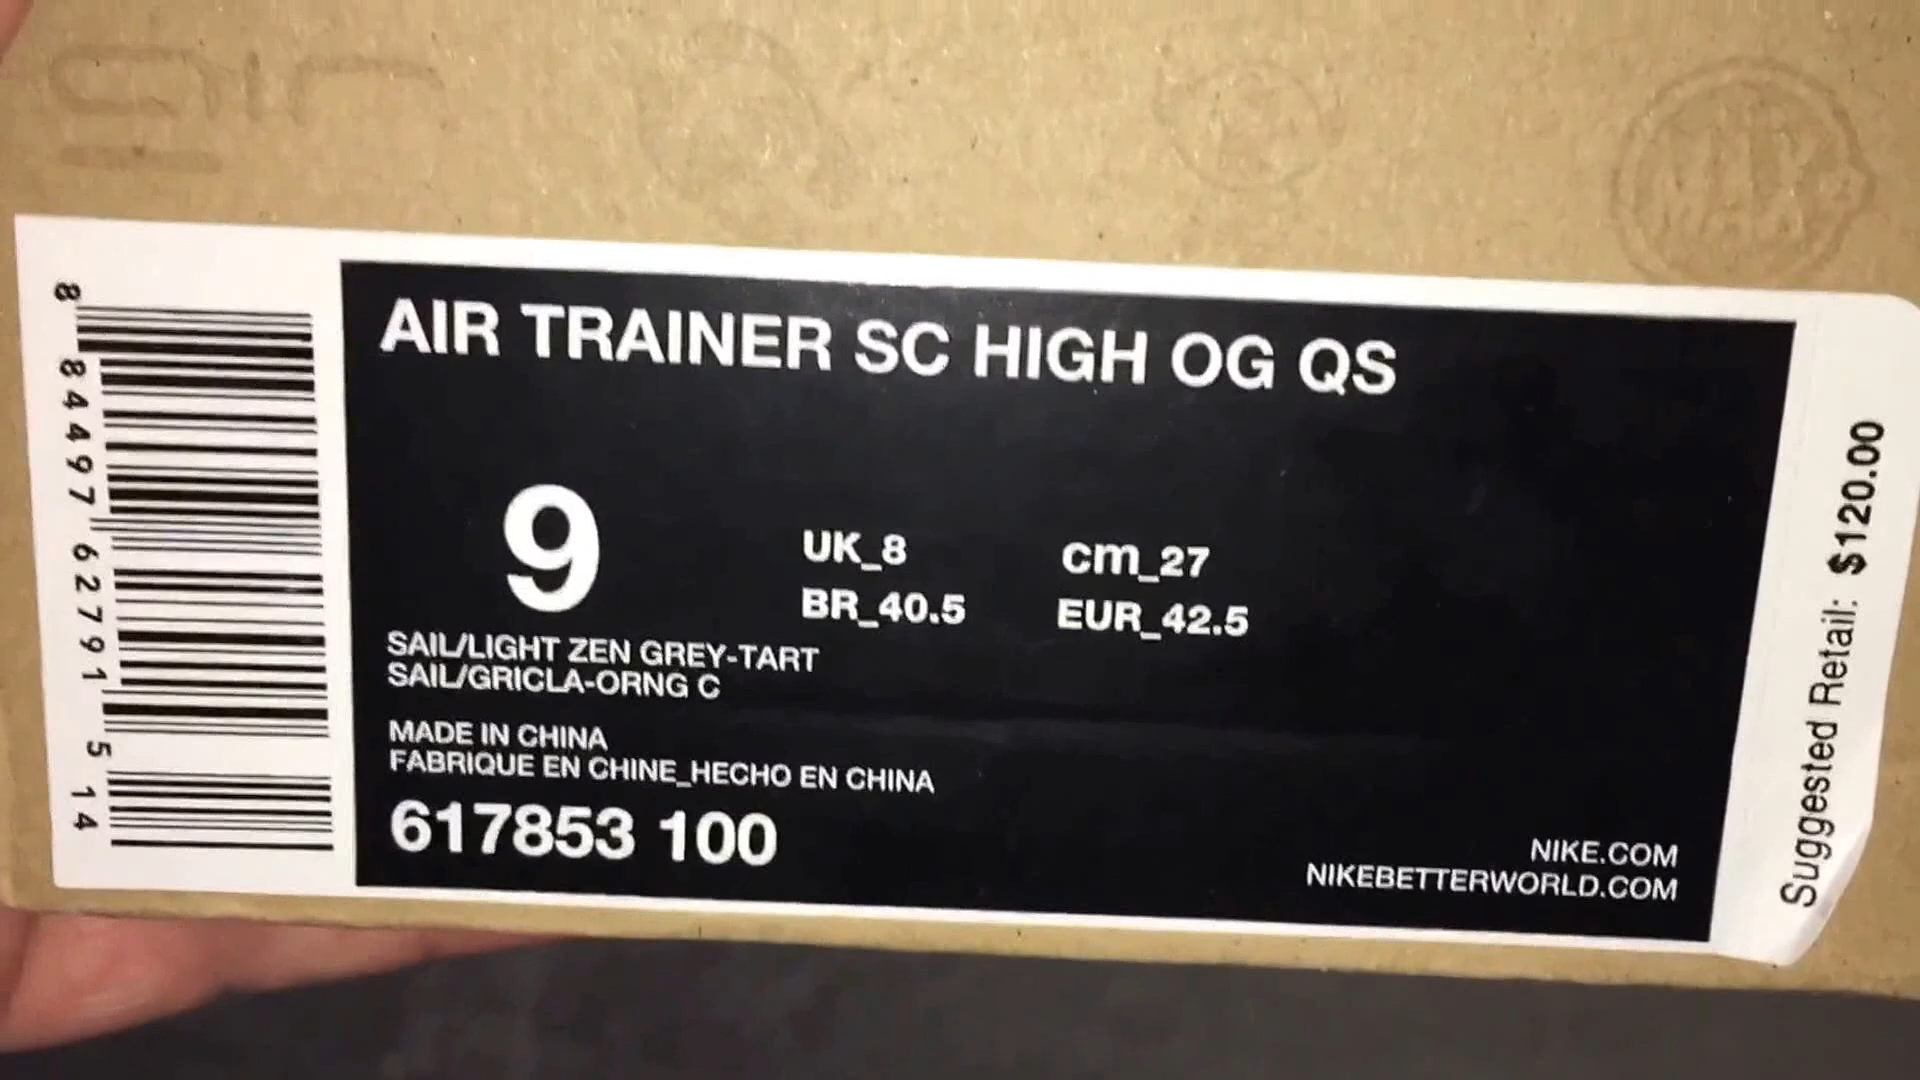 AIR TRAINER SC HIGH OG QS
9
UK_8 cm_27
BR_40.5 EUR_42.5
SAIL/LIGHT ZEN GREY-TART
SAIL/GRICLA-ORNG C
MADE IN CHINA
FABRIQUE EN CHINE_HECHO EN CHINA
617853 100
NIKE.COM
NIKEBETTERWORLD.COM
8 84497 62791 5 14
Suggested Retail: $120.00